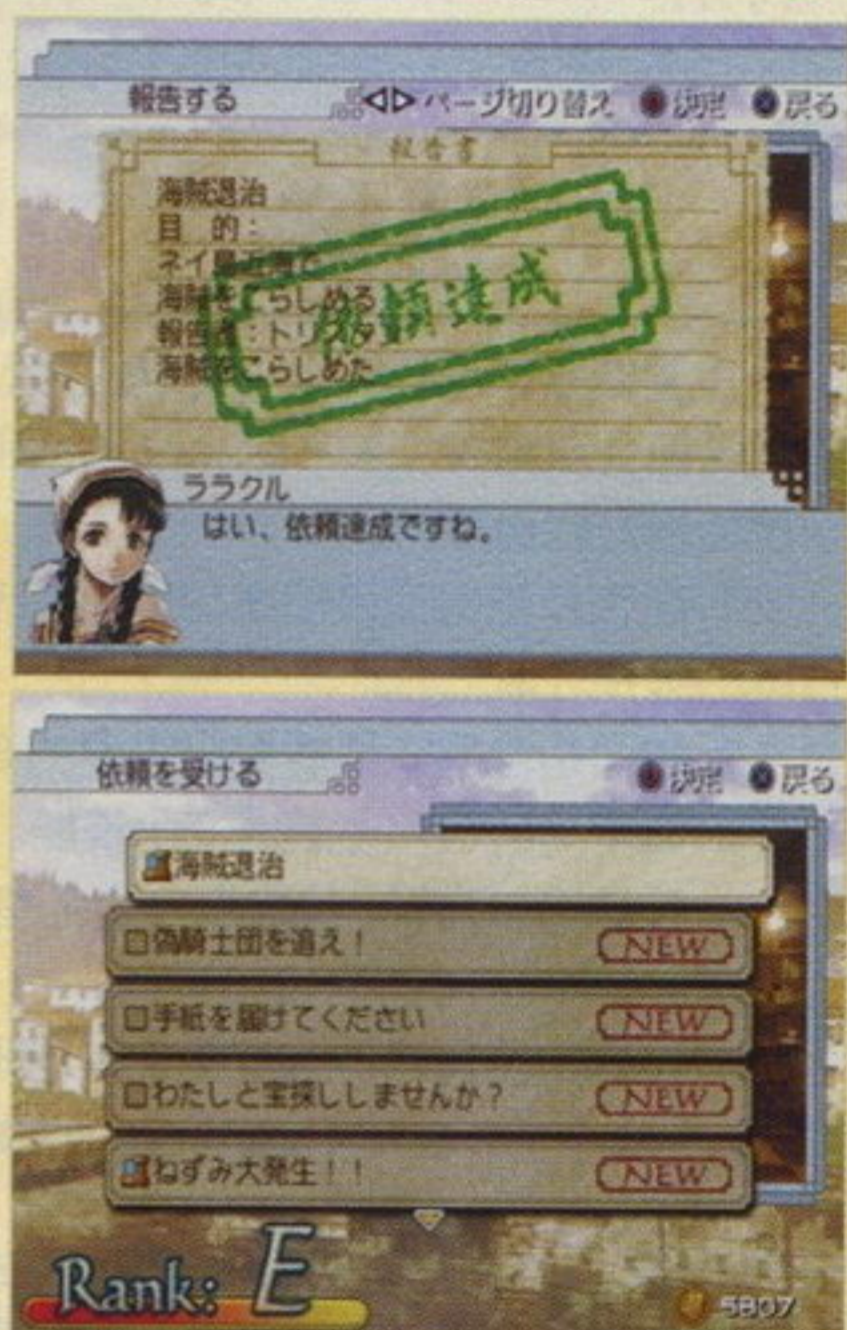 報告する ◁▷ ページ切り替え 決定 戻る
報告書
海賊退治
目 的：
ネイ島近海で
海賊をこらしめる
報告者：トリスタ
海賊をこらしめた
依頼達成
ララクル
はい、依頼達成ですね。
依頼を受ける 決定 戻る
海賊退治
偽騎士団を追え！ NEW
手紙を届けてください NEW
わたしと宝探ししませんか？ NEW
ねずみ大発生！！ NEW
Rank: E
5807